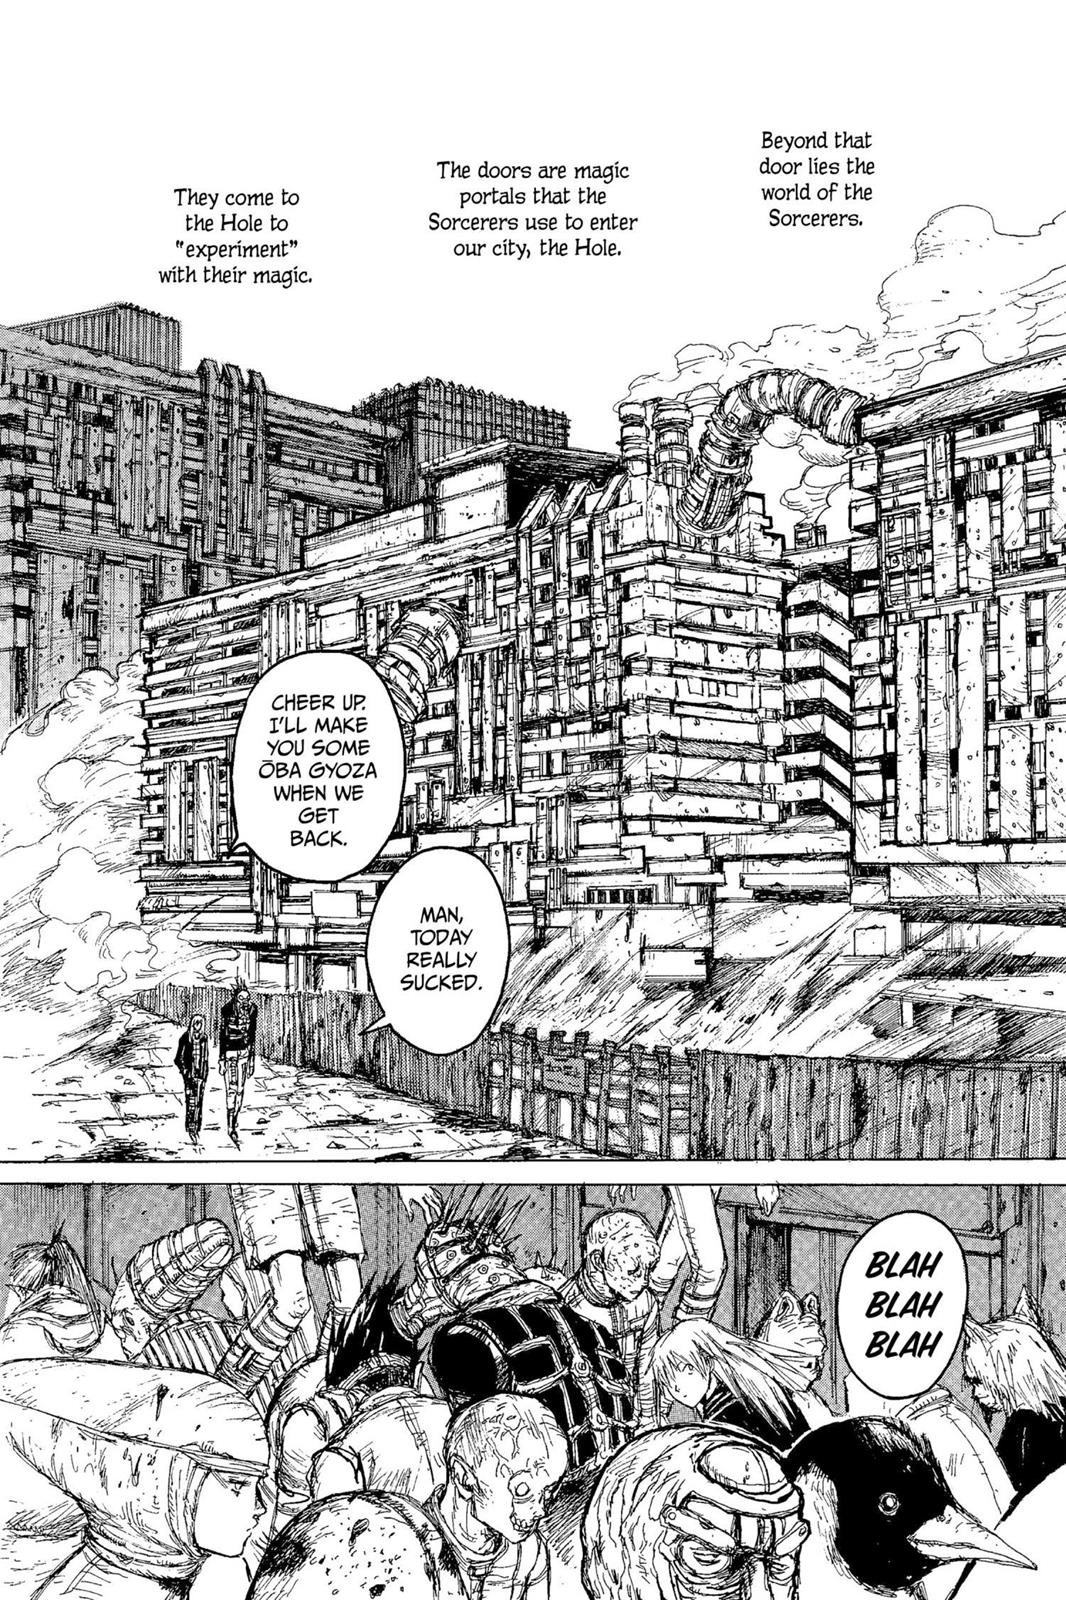 Beyond that
door lies the
world of the
Sorcerers.
The doors are magic
portals that the
Sorcerers use to enter
our city, the Hole.
They come to
the Hole to
"experiment"
with their magic.
MAN,
TODAY
REALLY
SUCKED.
CHEER UP.
I'LL MAKE
YOU SOME
ŌBA GYOZA
WHEN WE
GET
BACK.
BLAH
BLAH
BLAH